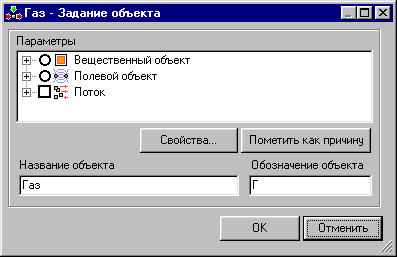 Газ - Задание объекта
Параметры
Вещественный объект
Полевой объект
Поток
Свойства... Пометить как причину
Название объекта Обозначение объекта
Газ Г
OK Отменить